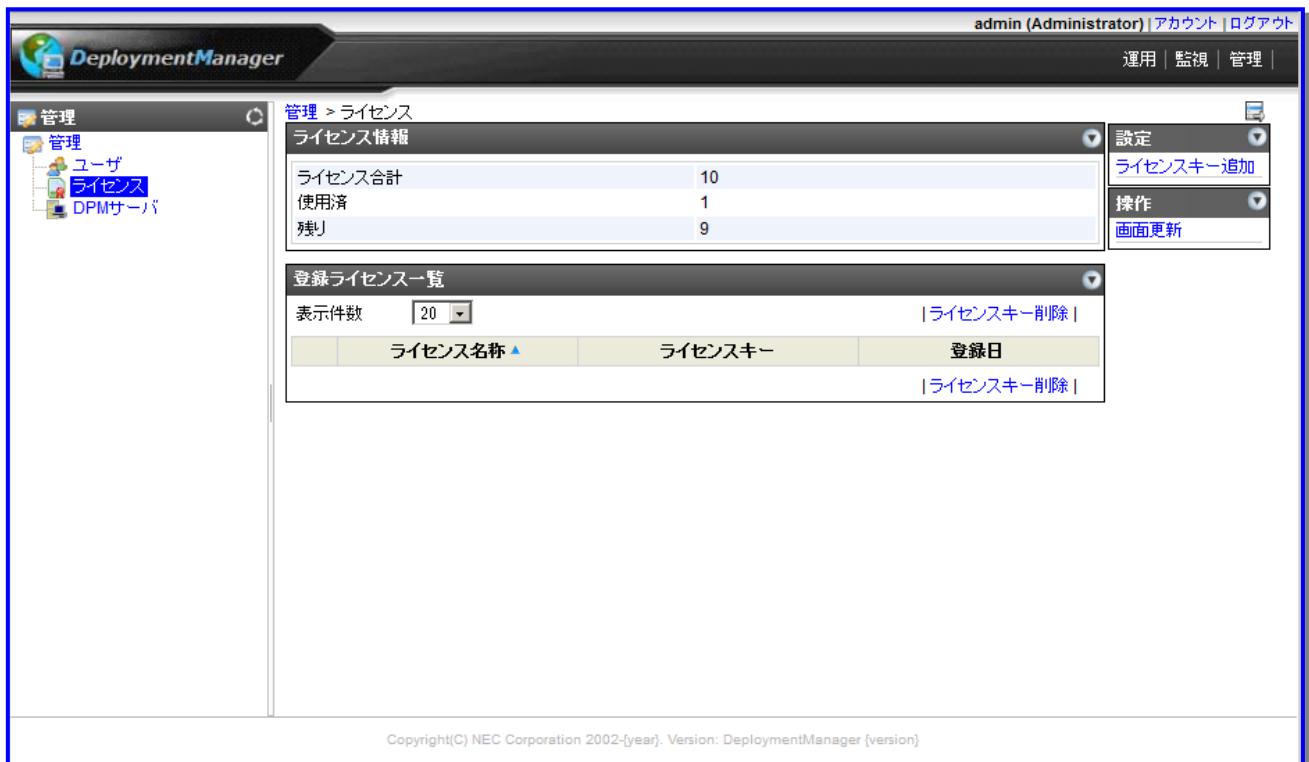 admin (Administrator) | アカウント | ログアウト
DeploymentManager
運用 | 監視 | 管理 |
管理
管理
ユーザ
ライセンス
DPMサーバ
管理 > ライセンス
ライセンス情報
ライセンス合計 10
使用済 1
残り 9
登録ライセンス一覧
表示件数 20 | ライセンスキー削除 |
ライセンス名称▲ ライセンスキー 登録日
| ライセンスキー削除 |
設定
ライセンスキー追加
操作
画面更新
Copyright(C) NEC Corporation 2002-{year}. Version: DeploymentManager {version}